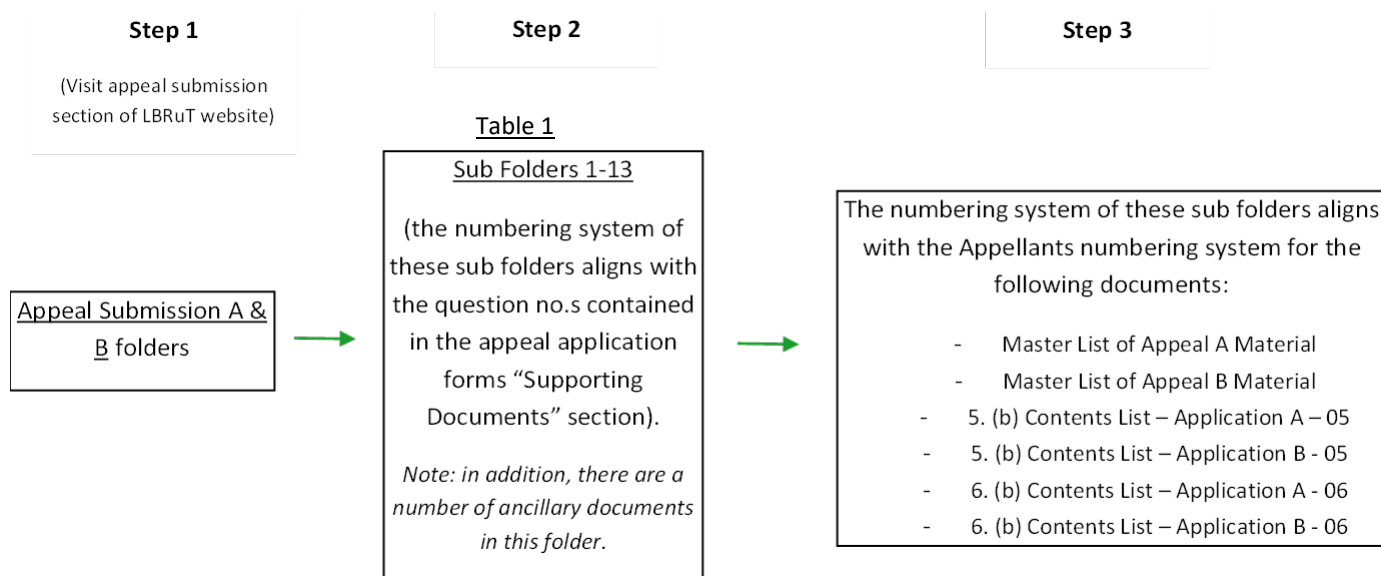 Step 1
(Visit appeal submission
section of LBRuT website)
Appeal Submission A &
B folders
Step 2
Table 1
Sub Folders 1-13
(the numbering system of
these sub folders aligns with
the question no.s contained
in the appeal application
forms “Supporting
Documents” section).
Note: in addition, there are a
number of ancillary documents
in this folder.
Step 3
The numbering system of these sub folders aligns
with the Appellants numbering system for the
following documents:
- Master List of Appeal A Material
- Master List of Appeal B Material
- 5. (b) Contents List – Application A – 05
- 5. (b) Contents List – Application B - 05
- 6. (b) Contents List – Application A - 06
- 6. (b) Contents List – Application B - 06